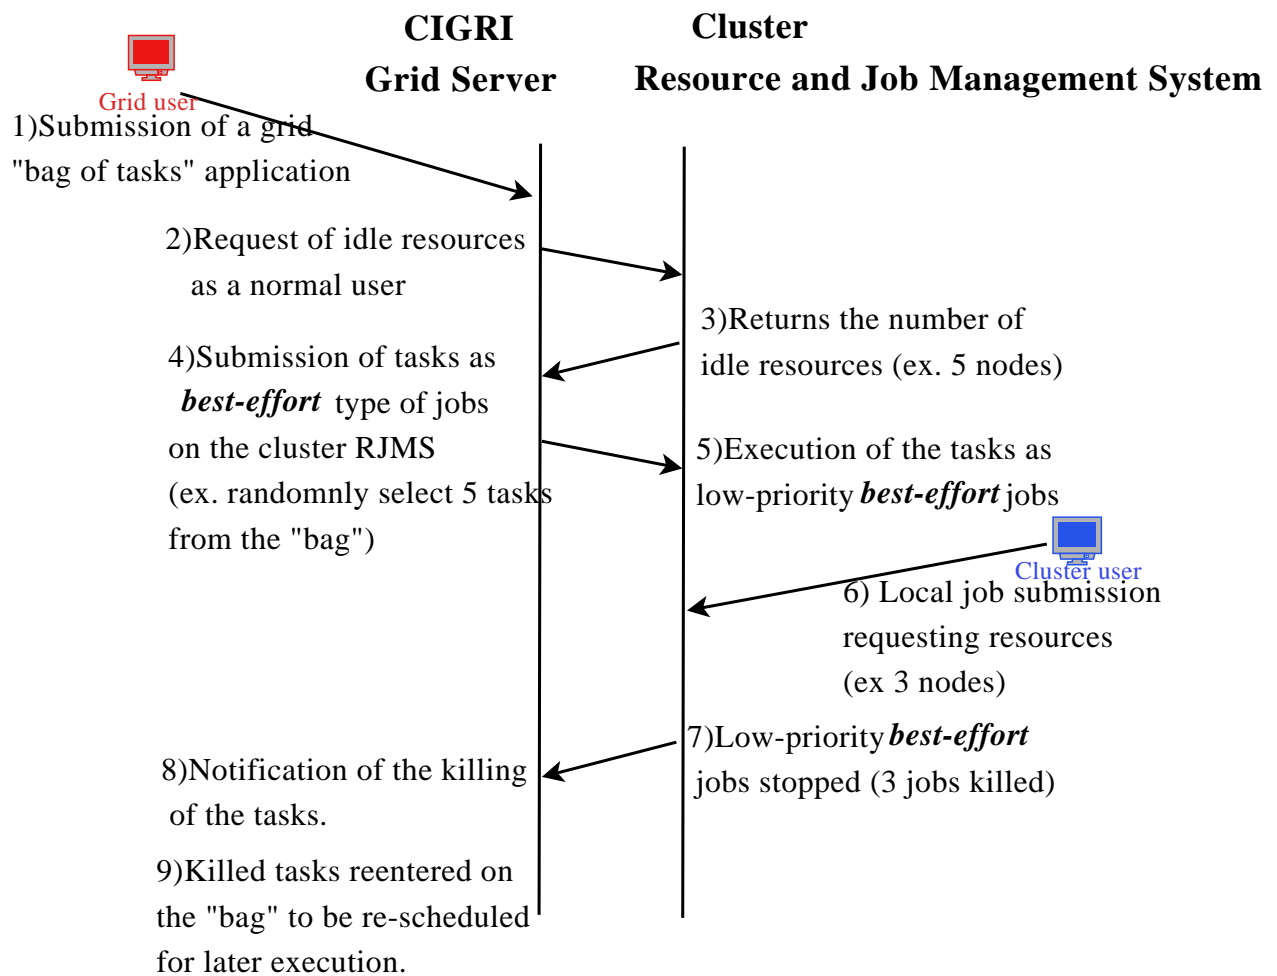 CIGRI
Grid Server
Cluster
Resource and Job Management System
Grid user
1)Submission of a grid
"bag of tasks" application
2)Request of idle resources
as a normal user
3)Returns the number of
idle resources (ex. 5 nodes)
4)Submission of tasks as
best-effort type of jobs
on the cluster RJMS
(ex. randomnly select 5 tasks
from the "bag")
5)Execution of the tasks as
low-priority best-effort jobs
Cluster user
6) Local job submission
requesting resources
(ex 3 nodes)
7)Low-priority best-effort
jobs stopped (3 jobs killed)
8)Notification of the killing
of the tasks.
9)Killed tasks reentered on
the "bag" to be re-scheduled
for later execution.